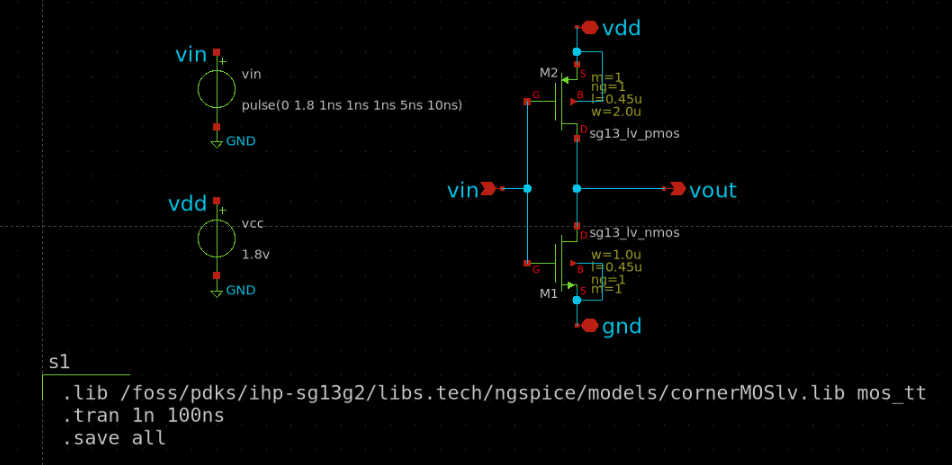 vdd
vin
+
vin
pulse(0 1.8 1ns 1ns 1ns 5ns 10ns)
GND
M2
S
m=1
ng=1
l=0.45u
w=2.0u
G
B
D
sg13_lv_pmos
vin
vout
vdd
+
vcc
1.8v
GND
sg13_lv_nmos
D
w=1.0u
l=0.45u
ng=1
m=1
G
B
S
M1
gnd
s1
.lib /foss/pdks/ihp-sg13g2/libs.tech/ngspice/models/cornerMOSlv.lib mos_tt
.tran 1n 100ns
.save all